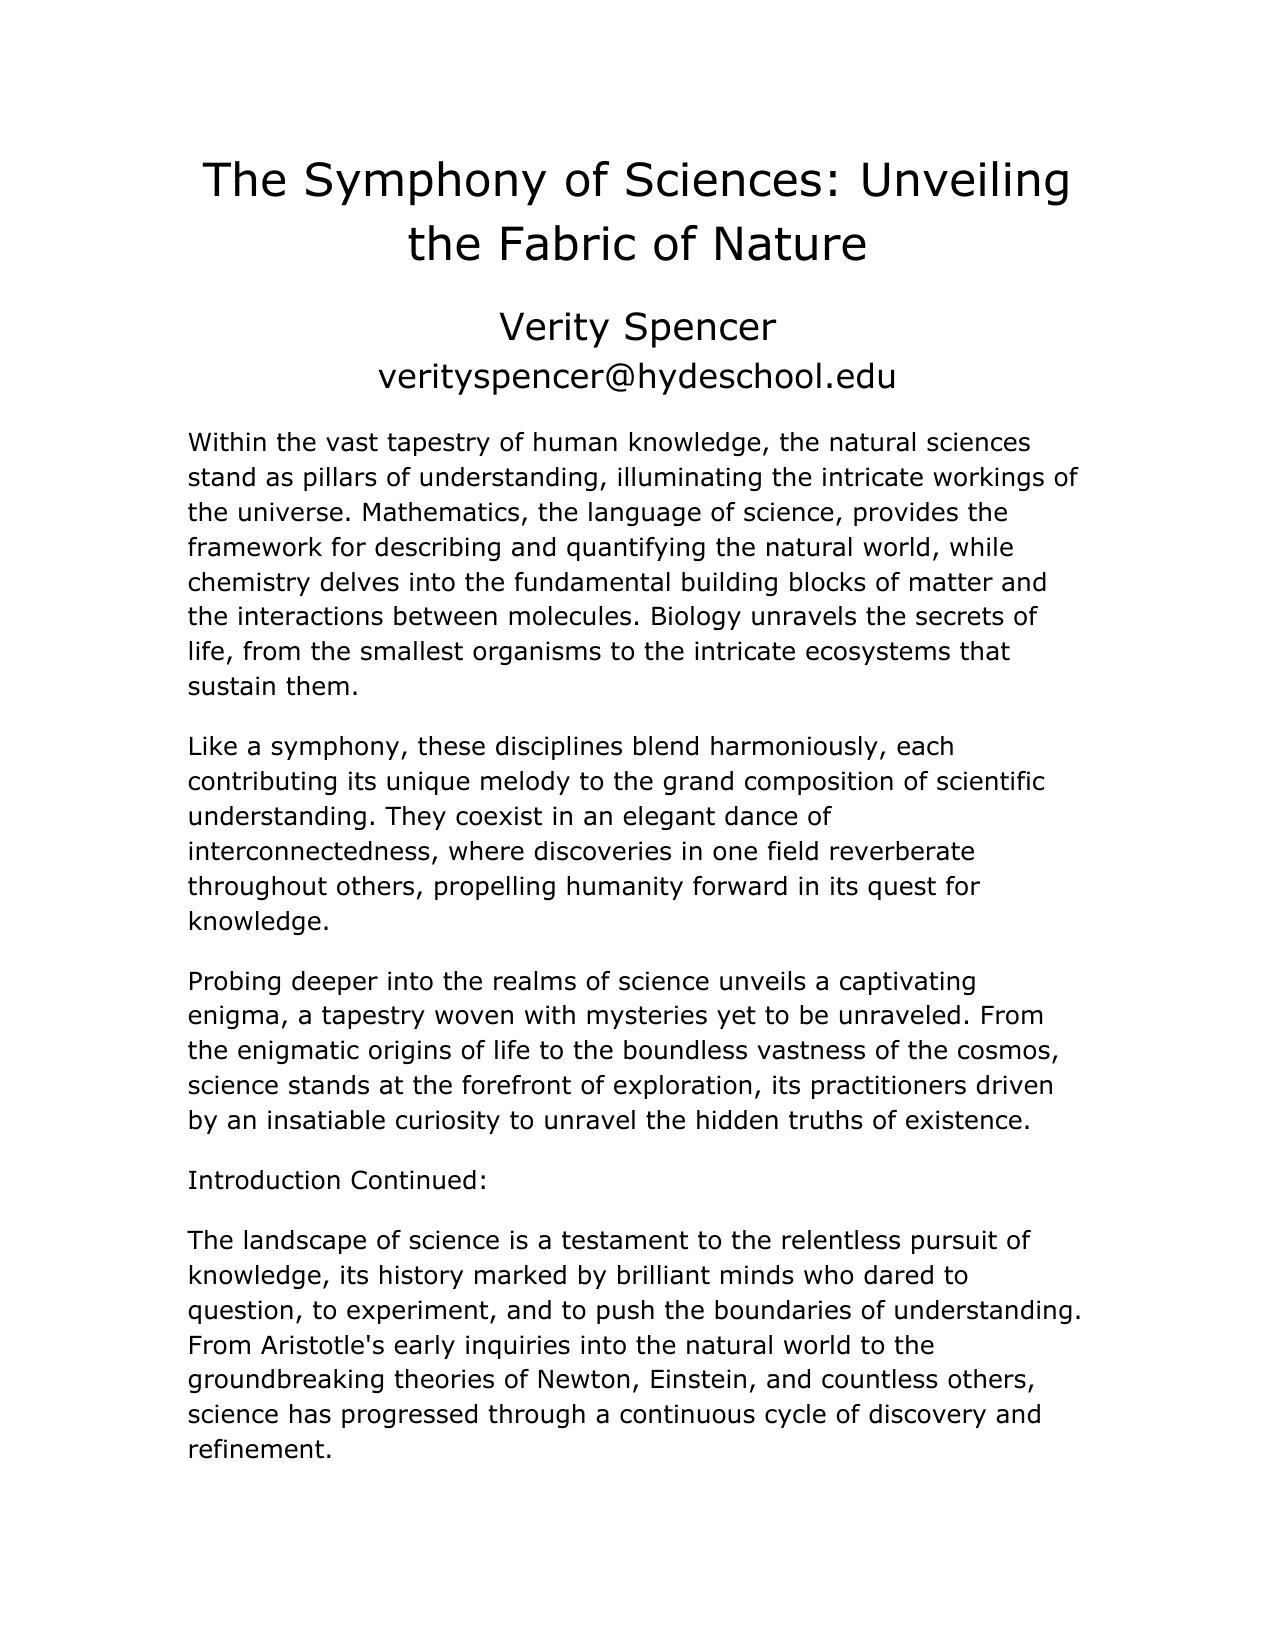 The Symphony of Sciences: Unveiling
the Fabric of Nature
Verity Spencer
verityspencer@hydeschool.edu
Within the vast tapestry of human knowledge, the natural sciences
stand as pillars of understanding, illuminating the intricate workings of
the universe. Mathematics, the language of science, provides the
framework for describing and quantifying the natural world, while
chemistry delves into the fundamental building blocks of matter and
the interactions between molecules. Biology unravels the secrets of
life, from the smallest organisms to the intricate ecosystems that
sustain them.
Like a symphony, these disciplines blend harmoniously, each
contributing its unique melody to the grand composition of scientific
understanding. They coexist in an elegant dance of
interconnectedness, where discoveries in one field reverberate
throughout others, propelling humanity forward in its quest for
knowledge.
Probing deeper into the realms of science unveils a captivating
enigma, a tapestry woven with mysteries yet to be unraveled. From
the enigmatic origins of life to the boundless vastness of the cosmos,
science stands at the forefront of exploration, its practitioners driven
by an insatiable curiosity to unravel the hidden truths of existence.
Introduction Continued:
The landscape of science is a testament to the relentless pursuit of
knowledge, its history marked by brilliant minds who dared to
question, to experiment, and to push the boundaries of understanding.
From Aristotle's early inquiries into the natural world to the
groundbreaking theories of Newton, Einstein, and countless others,
science has progressed through a continuous cycle of discovery and
refinement.